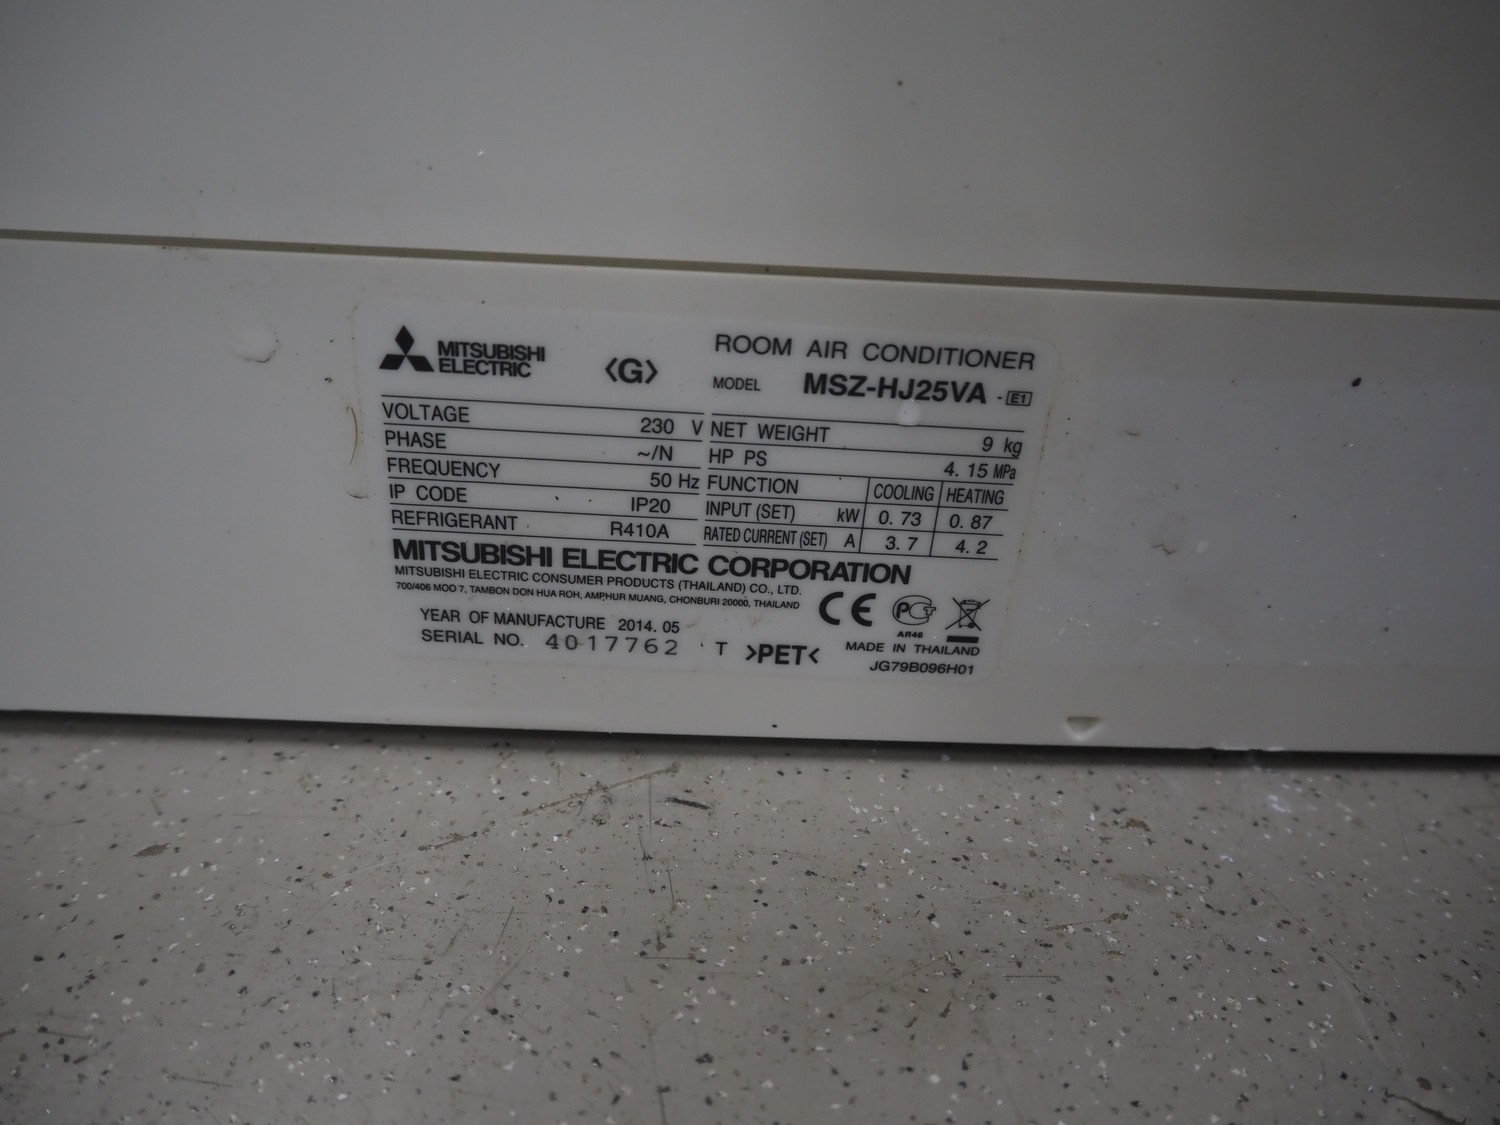 MITSUBISHI
ELECTRIC
<G>
ROOM AIR CONDITIONER
MODEL MSZ-HJ25VA - E1
VOLTAGE 230 V
PHASE ~/N
FREQUENCY 50 Hz
IP CODE IP20
REFRIGERANT R410A
NET WEIGHT 9 kg
HP PS 4.15 MPa
FUNCTION COOLING HEATING
INPUT (SET) kW 0.73 0.87
RATED CURRENT (SET) A 3.7 4.2
MITSUBISHI ELECTRIC CORPORATION
MITSUBISHI ELECTRIC CONSUMER PRODUCTS (THAILAND) CO., LTD.
700/406 MOO 7, TAMBON DON HUA ROH, AMPHUR MUANG, CHONBURI 20000, THAILAND
YEAR OF MANUFACTURE 2014.05
SERIAL NO. 4017762 T >PET<
CE PCT
AR46
MADE IN THAILAND
JG79B096H01